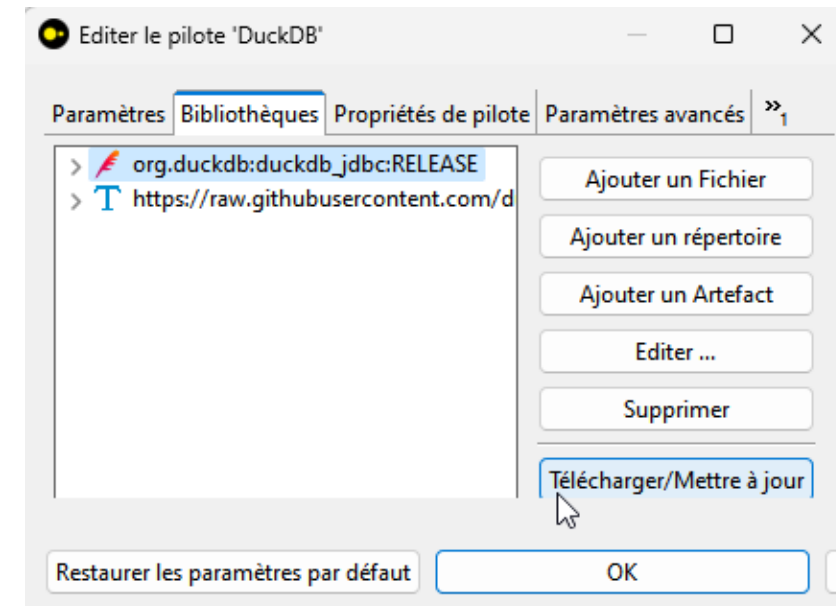 Editer le pilote 'DuckDB'
Paramètres Bibliothèques Propriétés de pilote Paramètres avancés »1
org.duckdb:duckdb_jdbc:RELEASE
https://raw.githubusercontent.com/d
Ajouter un Fichier
Ajouter un répertoire
Ajouter un Artefact
Editer ...
Supprimer
Télécharger/Mettre à jour
Restaurer les paramètres par défaut OK